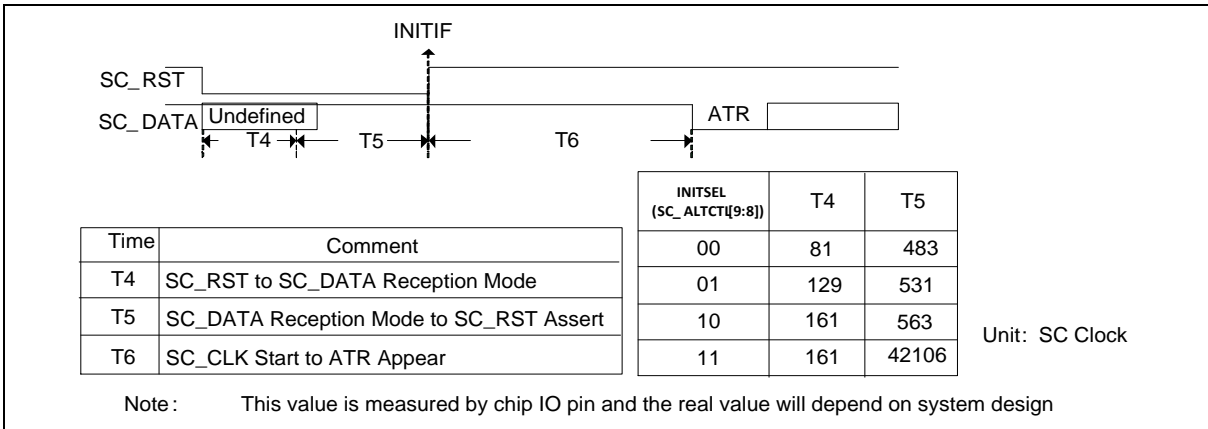 INITIF
SC_RST
SC_DATA Undefined ATR
T4 T5 T6
INITSEL (SC_ALTCTL[9:8]) T4 T5
00 81 483
01 129 531
10 161 563
11 161 42106
Unit: SC Clock
Time Comment
T4 SC_RST to SC_DATA Reception Mode
T5 SC_DATA Reception Mode to SC_RST Assert
T6 SC_CLK Start to ATR Appear
Note: This value is measured by chip IO pin and the real value will depend on system design